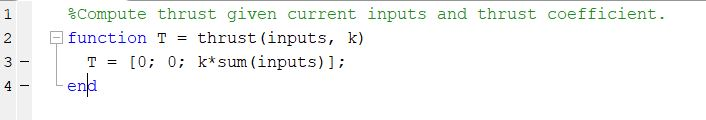 1 %Compute thrust given current inputs and thrust coefficient.
2 function T = thrust(inputs, k)
3 - T = [0; 0; k*sum(inputs)];
4 - end